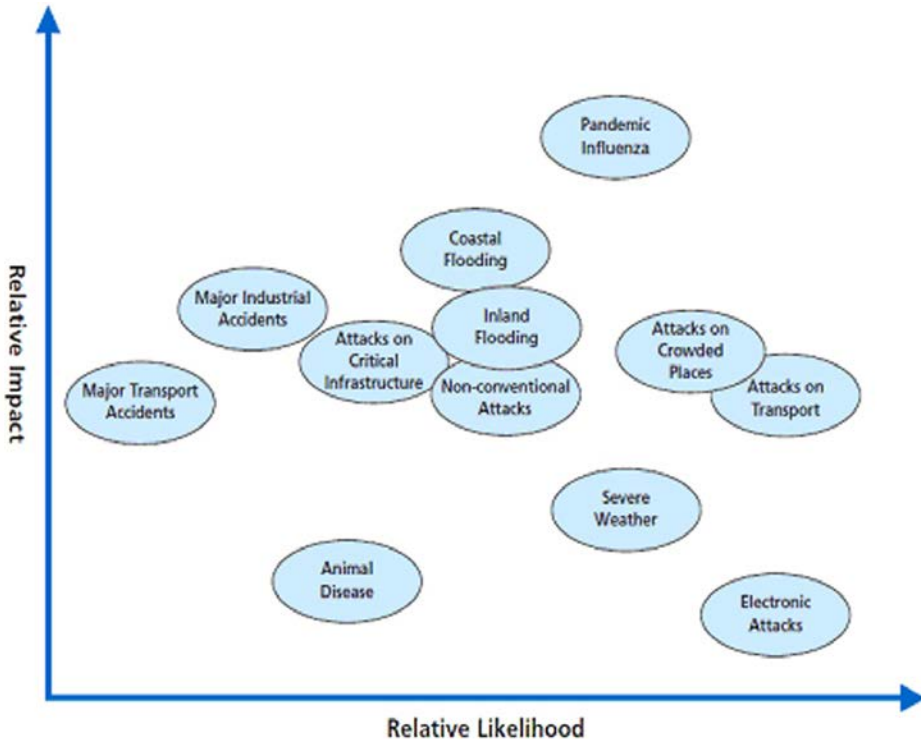 Pandemic
Influenza
Coastal
Flooding
Major Industrial
Accidents
Inland
Flooding
Attacks on
Critical
Infrastructure
Attacks on
Crowded
Places
Major Transport
Accidents
Non-conventional
Attacks
Attacks on
Transport
Severe
Weather
Animal
Disease
Electronic
Attacks
Relative Impact
Relative Likelihood